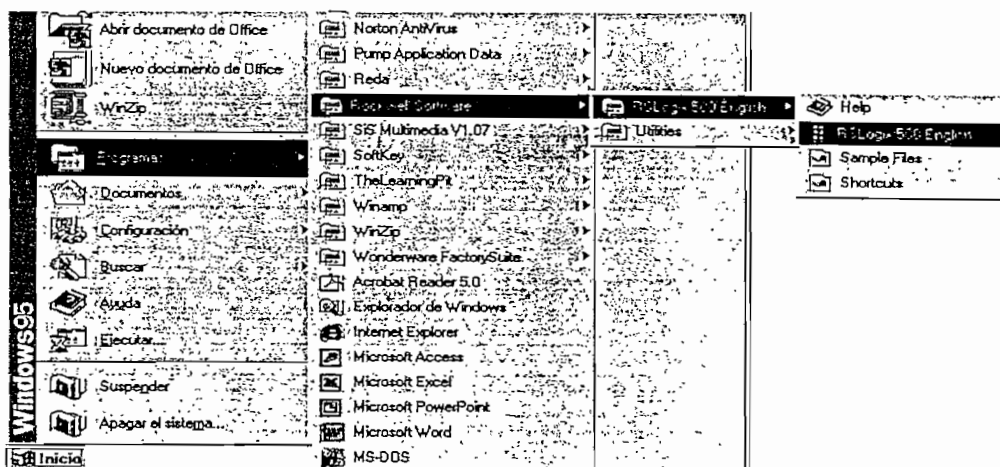 Abrir documento de Office
Nuevo documento de Office
WinZip
Programas
Documentos
Configuración
Buscar
Ayuda
Ejecutar...
Suspender
Apagar el sistema...
Windows95
Inicio
Norton AntiVirus
Pump Application Data
Reda
Rockwell Software
SiS Multimedia V1.07
SoftKey
TheLearningPit
Winamp
WinZip
Wonderware FactorySuite
Acrobat Reader 5.0
Explorador de Windows
Internet Explorer
Microsoft Access
Microsoft Excel
Microsoft PowerPoint
Microsoft Word
MS-DOS
RSLogix 500 English
Utilities
Help
RSLogix 500 English
Sample Files
Shortcuts